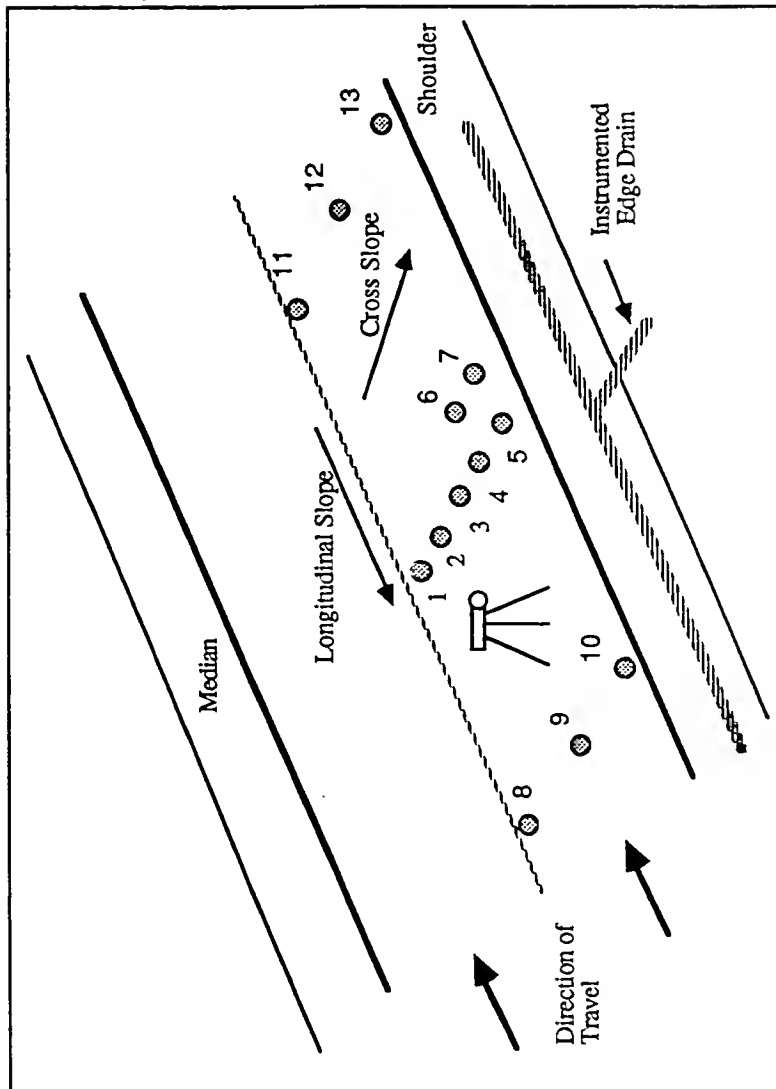 Median
Longitudinal Slope
Cross Slope
Shoulder
Instrumented
Edge Drain
Direction of
Travel
1
2
3
4
5
6
7
8
9
10
11
12
13